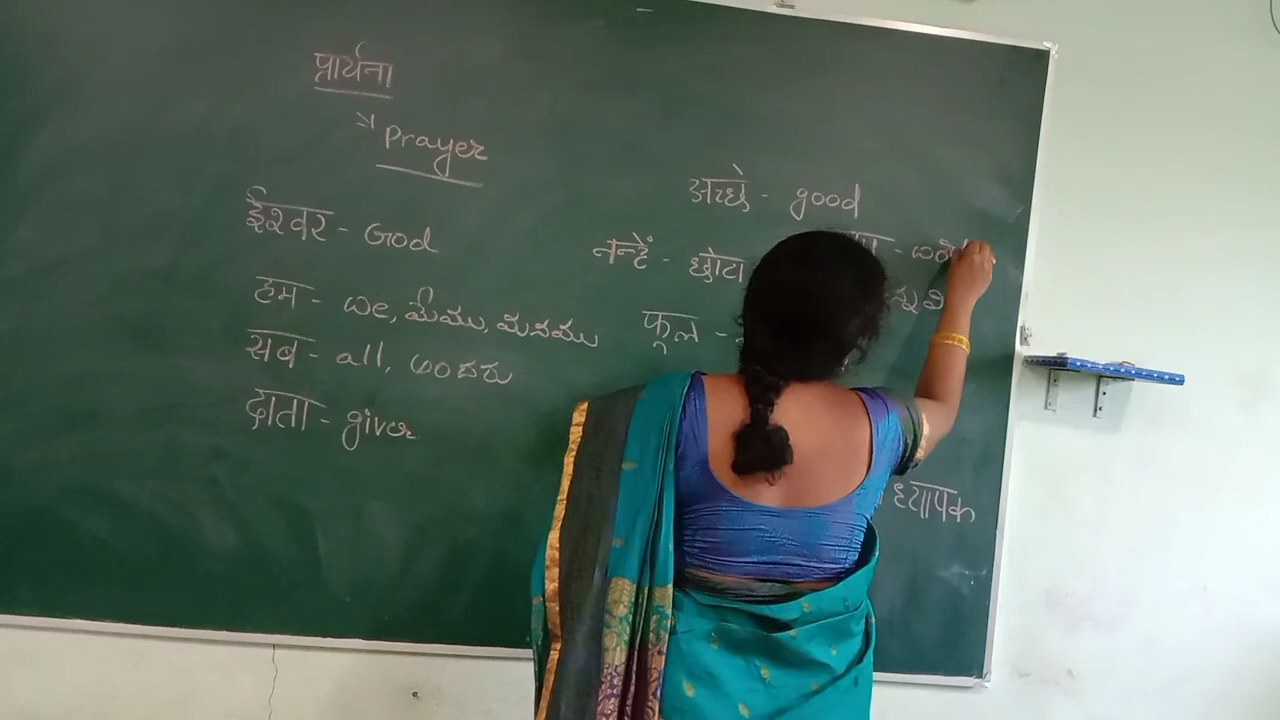 प्रार्थना
Prayer
ईश्वर - God
हम - we, మేము, మనము
सब - all, అందరు
दाता - giver
अच्छे - good
नन्हें - छोटा
फूल -
ध्यापक